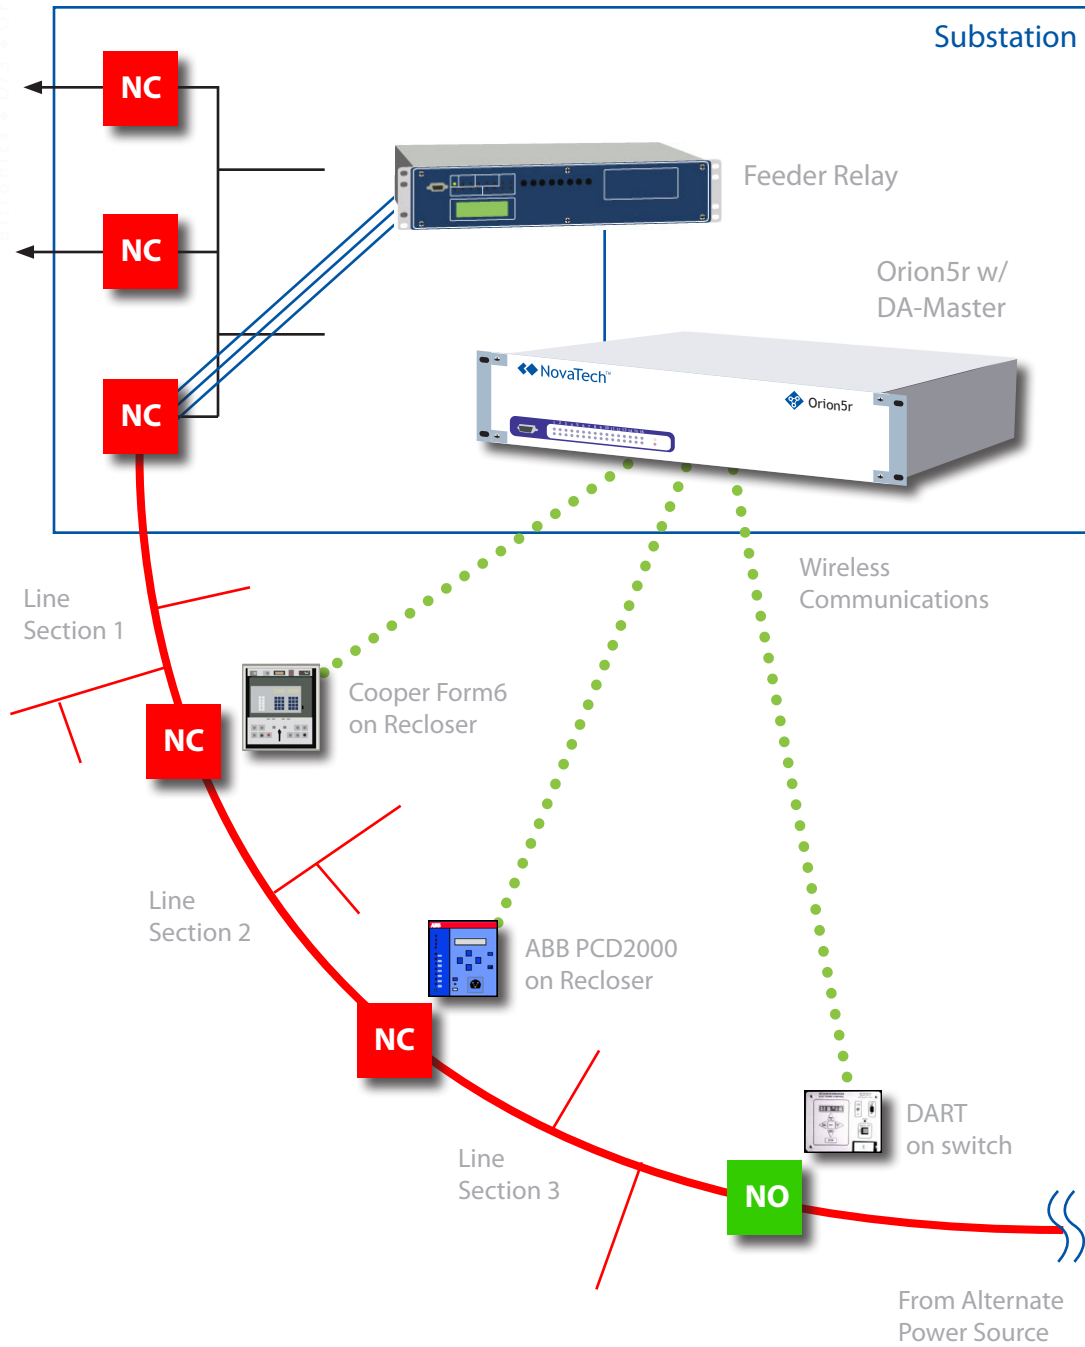 Substation
NC
NC
NC
Feeder Relay
Orion5r w/
DA-Master
NovaTech™
Orion5r
Wireless
Communications
Line
Section 1
Cooper Form6
on Recloser
NC
Line
Section 2
ABB
ABB PCD2000
on Recloser
NC
DART
on switch
Line
Section 3
NO
From Alternate
Power Source